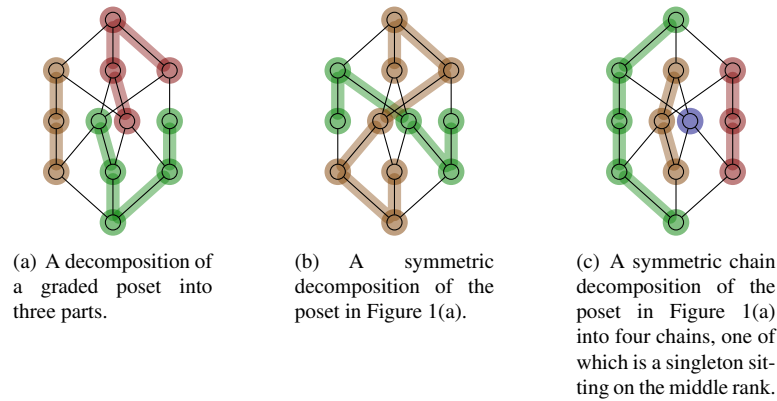 (a) A decomposition of
a graded poset into
three parts.
(b) A symmetric
decomposition of the
poset in Figure 1(a).
(c) A symmetric chain
decomposition of the
poset in Figure 1(a)
into four chains, one of
which is a singleton sit-
ting on the middle rank.